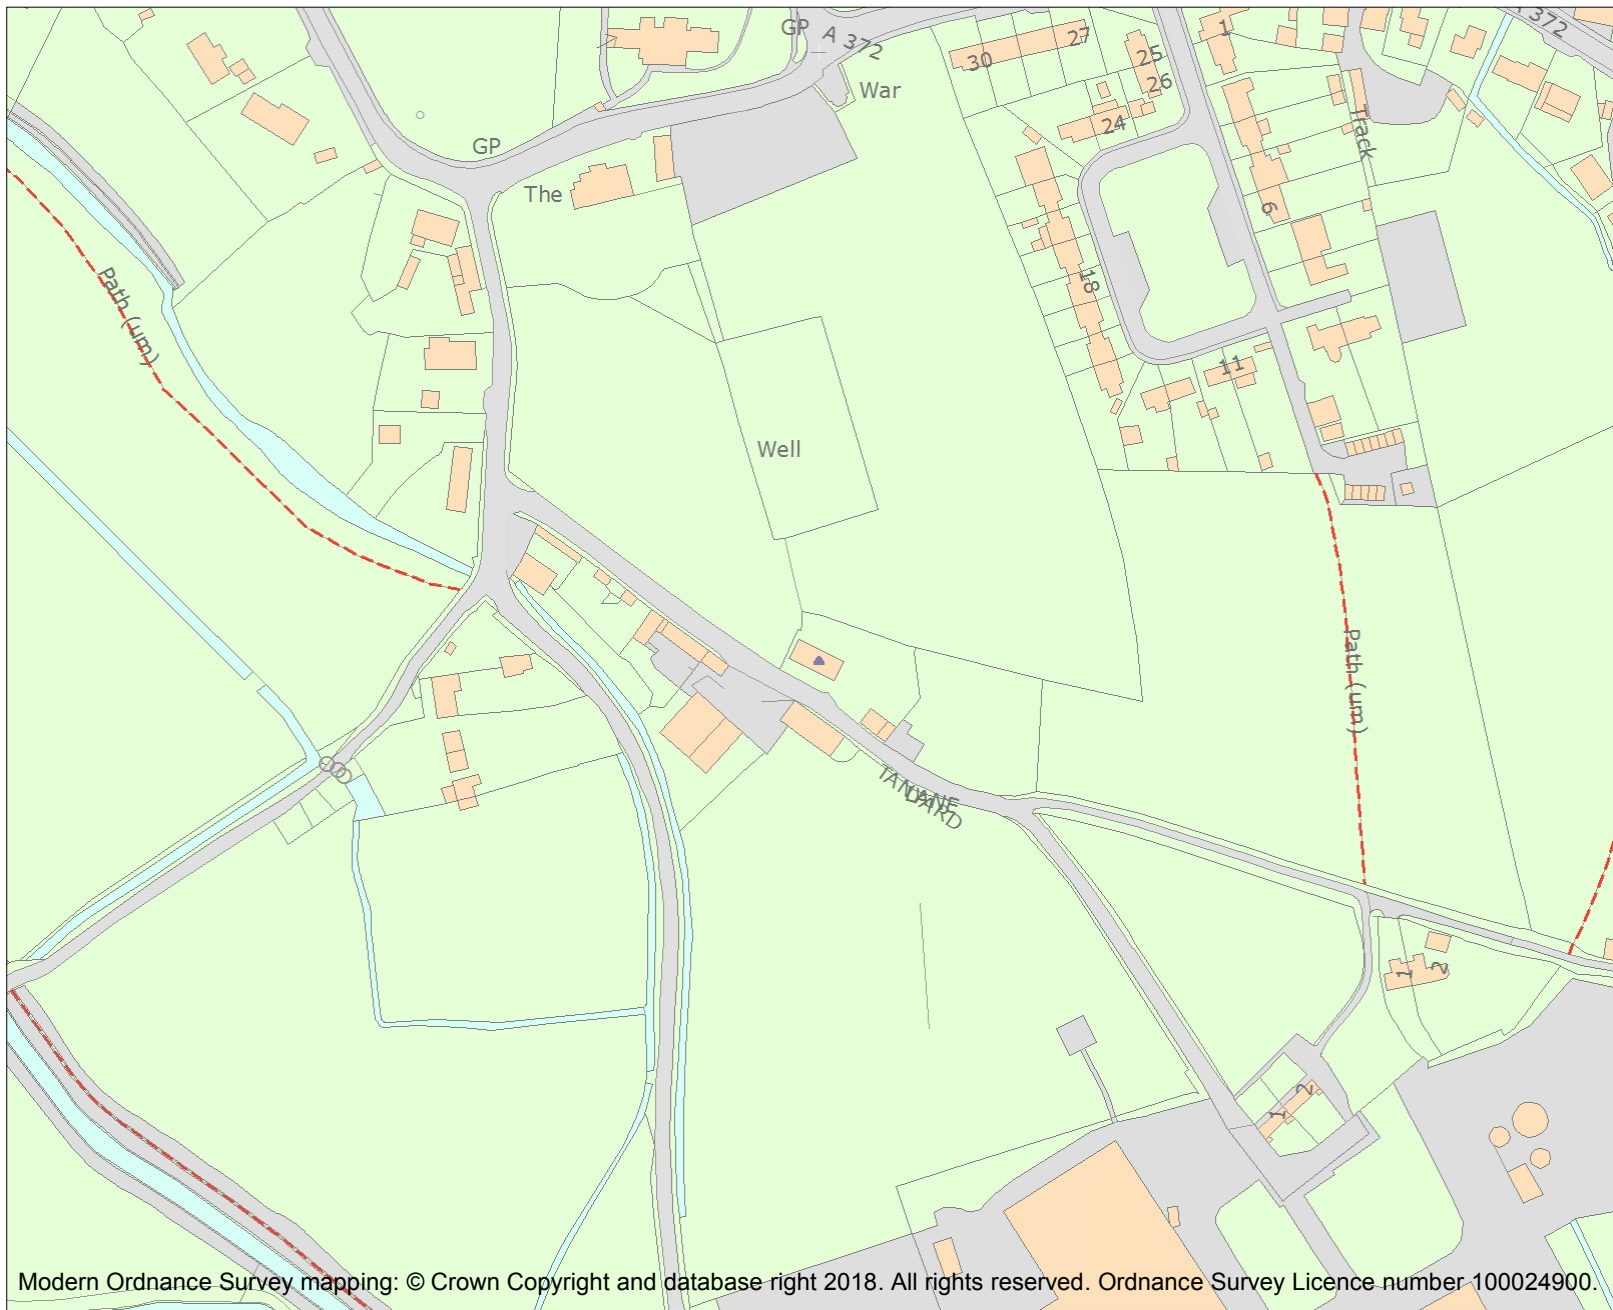 GP
A 372
A 372
27
30
25
26
1
War
24
Track
GP
The
6
18
Path (um)
11
Well
Path (um)
TANYARD
LANE
1
2
1
2
Modern Ordnance Survey mapping: © Crown Copyright and database right 2018. All rights reserved. Ordnance Survey Licence number 100024900.